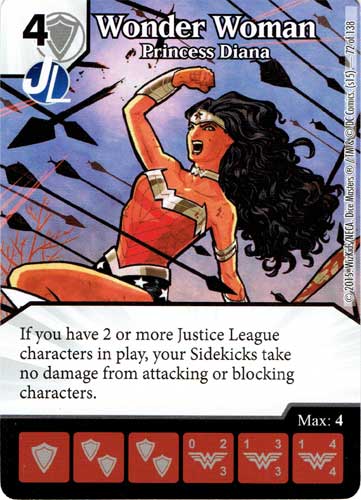 4
Wonder Woman
Princess Diana
JL
72 of 138
© 2015 WizKids/NECA. Dice Masters ® / TM & © DC Comics. (s15).
If you have 2 or more Justice League
characters in play, your Sidekicks take
no damage from attacking or blocking
characters.
Max: 4
0 2
3
1 3
3
1 4
4